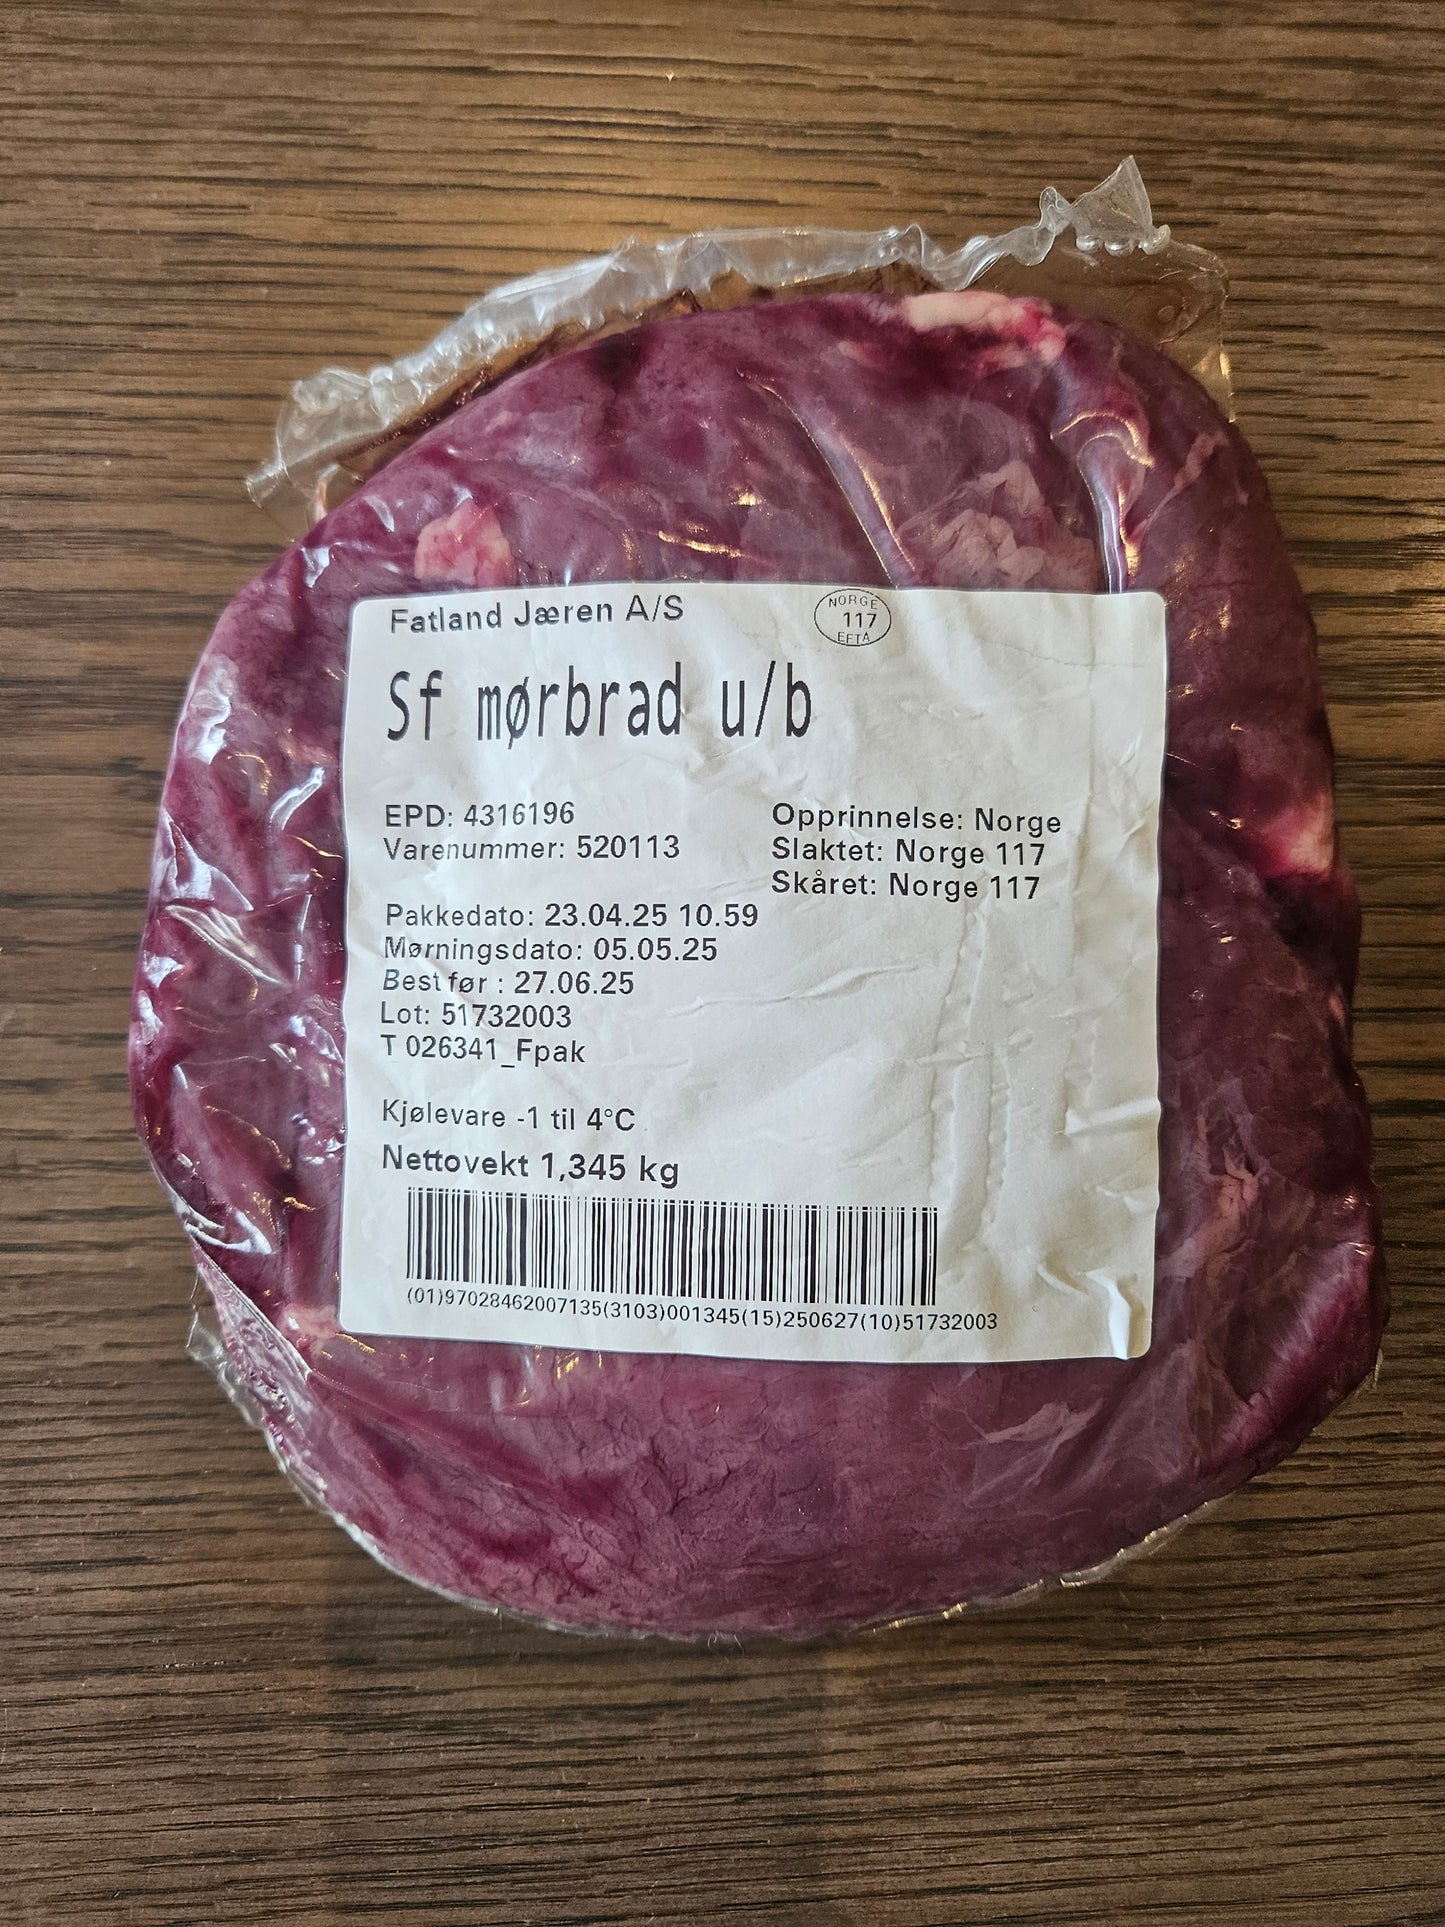 Fatland Jæren A/S
NORGE
117
EFTA
Sf mørbrad u/b
EPD: 4316196
Varenummer: 520113
Opprinnelse: Norge
Slaktet: Norge 117
Skåret: Norge 117
Pakkedato: 23.04.25 10.59
Mørningsdato: 05.05.25
Best før : 27.06.25
Lot: 51732003
T 026341_Fpak
Kjølevare -1 til 4°C
Nettovekt 1,345 kg
(01)97028462007135(3103)001345(15)250627(10)51732003